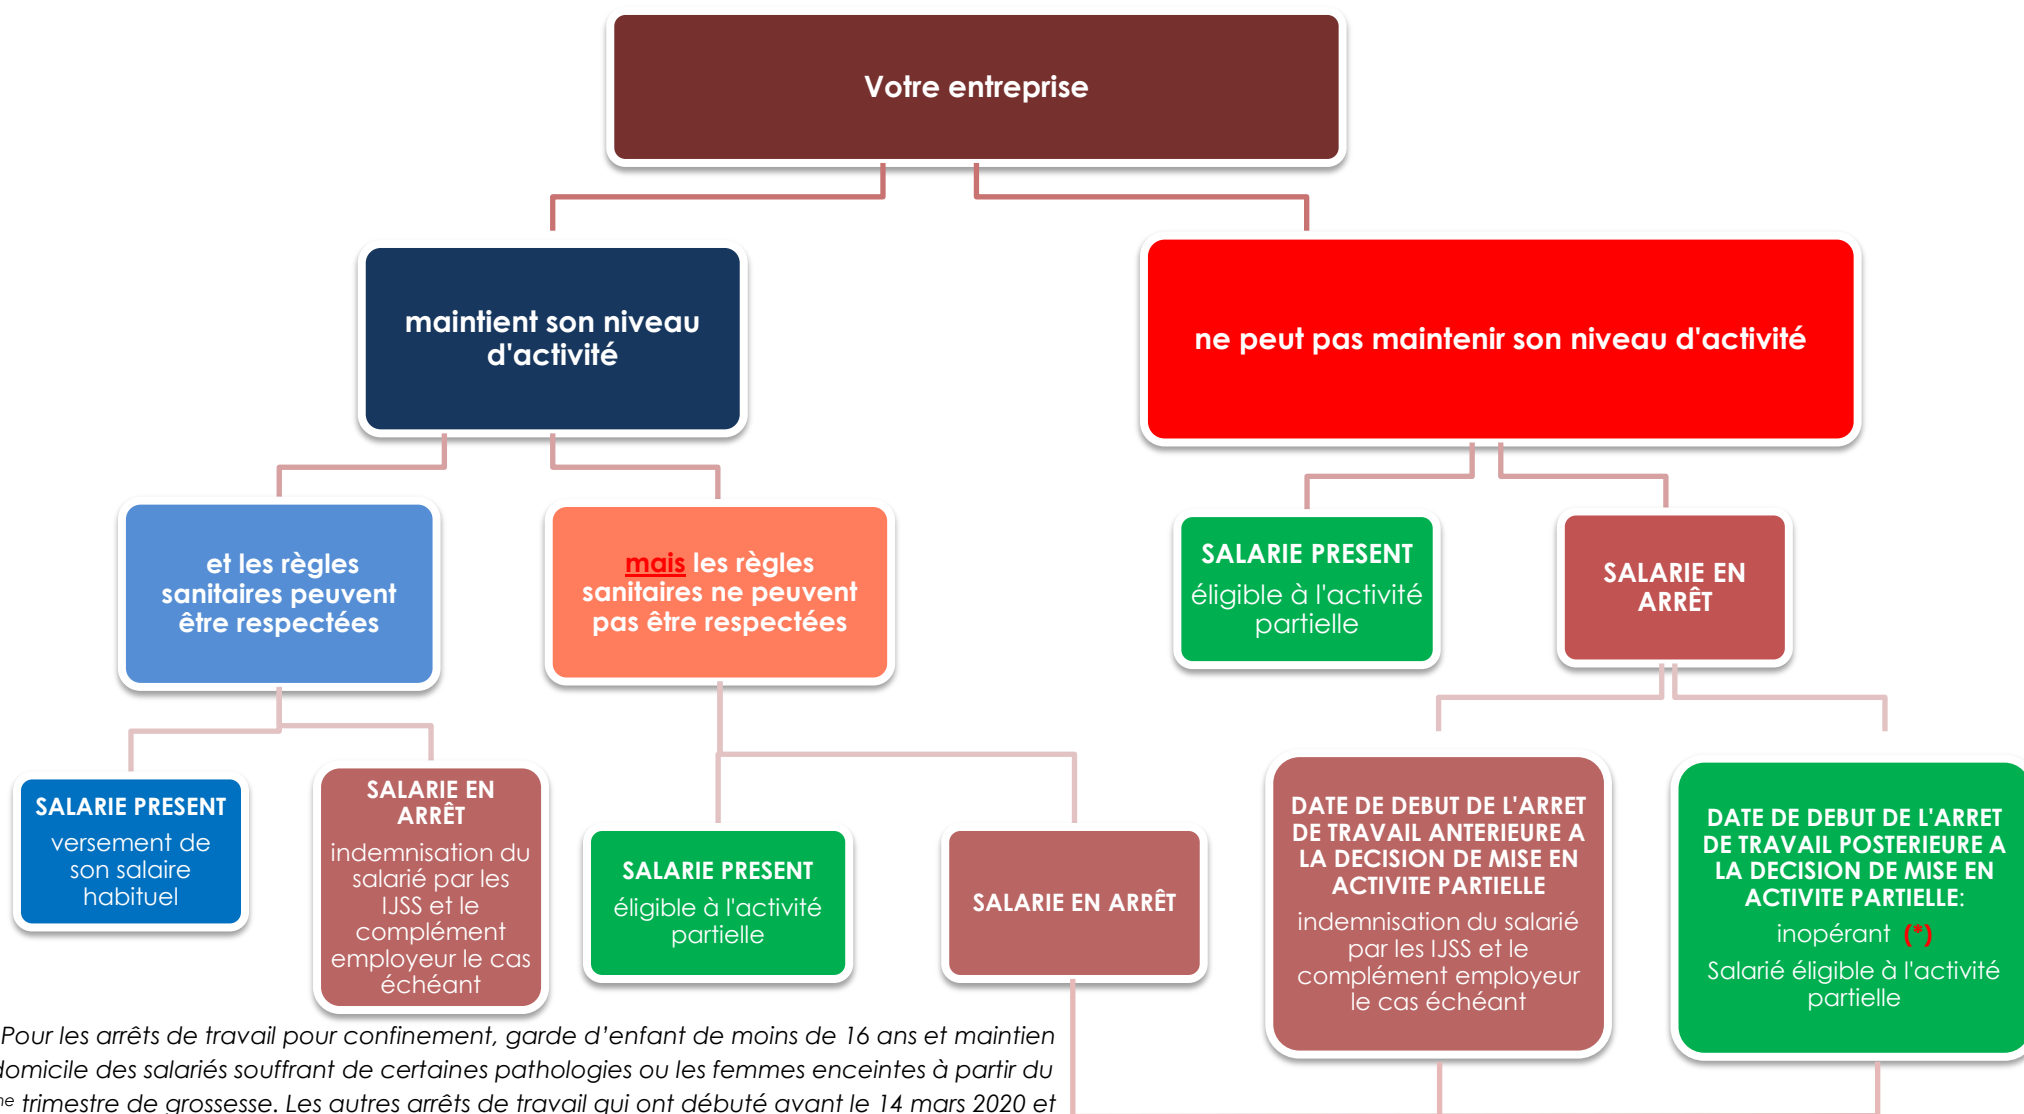 Votre entreprise
maintient son niveau
d'activité
ne peut pas maintenir son niveau d'activité
et les règles
sanitaires peuvent
être respectées
mais les règles
sanitaires ne peuvent
pas être respectées
SALARIE PRESENT
éligible à l'activité
partielle
SALARIE EN
ARRÊT
SALARIE PRESENT
versement de
son salaire
habituel
SALARIE EN
ARRÊT
indemnisation du
salarié par les
IJSS et le
complément
employeur le cas
échéant
SALARIE PRESENT
éligible à l'activité
partielle
SALARIE EN ARRÊT
DATE DE DEBUT DE L'ARRET
DE TRAVAIL ANTERIEURE A
LA DECISION DE MISE EN
ACTIVITE PARTIELLE
indemnisation du salarié
par les IJSS et le
complément employeur
le cas échéant
DATE DE DEBUT DE L'ARRET
DE TRAVAIL POSTERIEURE A
LA DECISION DE MISE EN
ACTIVITE PARTIELLE:
inopérant (*)
Salarié éligible à l'activité
partielle
Pour les arrêts de travail pour confinement, garde d'enfant de moins de 16 ans et maintien
domicile des salariés souffrant de certaines pathologies ou les femmes enceintes à partir du
trimestre de grossesse. Les autres arrêts de travail qui ont débuté avant le 14 mars 2020 et